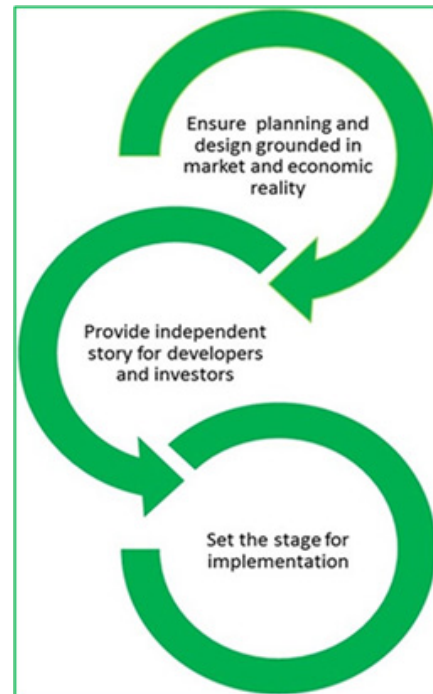 Ensure planning and
design grounded in
market and economic
reality
Provide independent
story for developers
and investors
Set the stage for
implementation